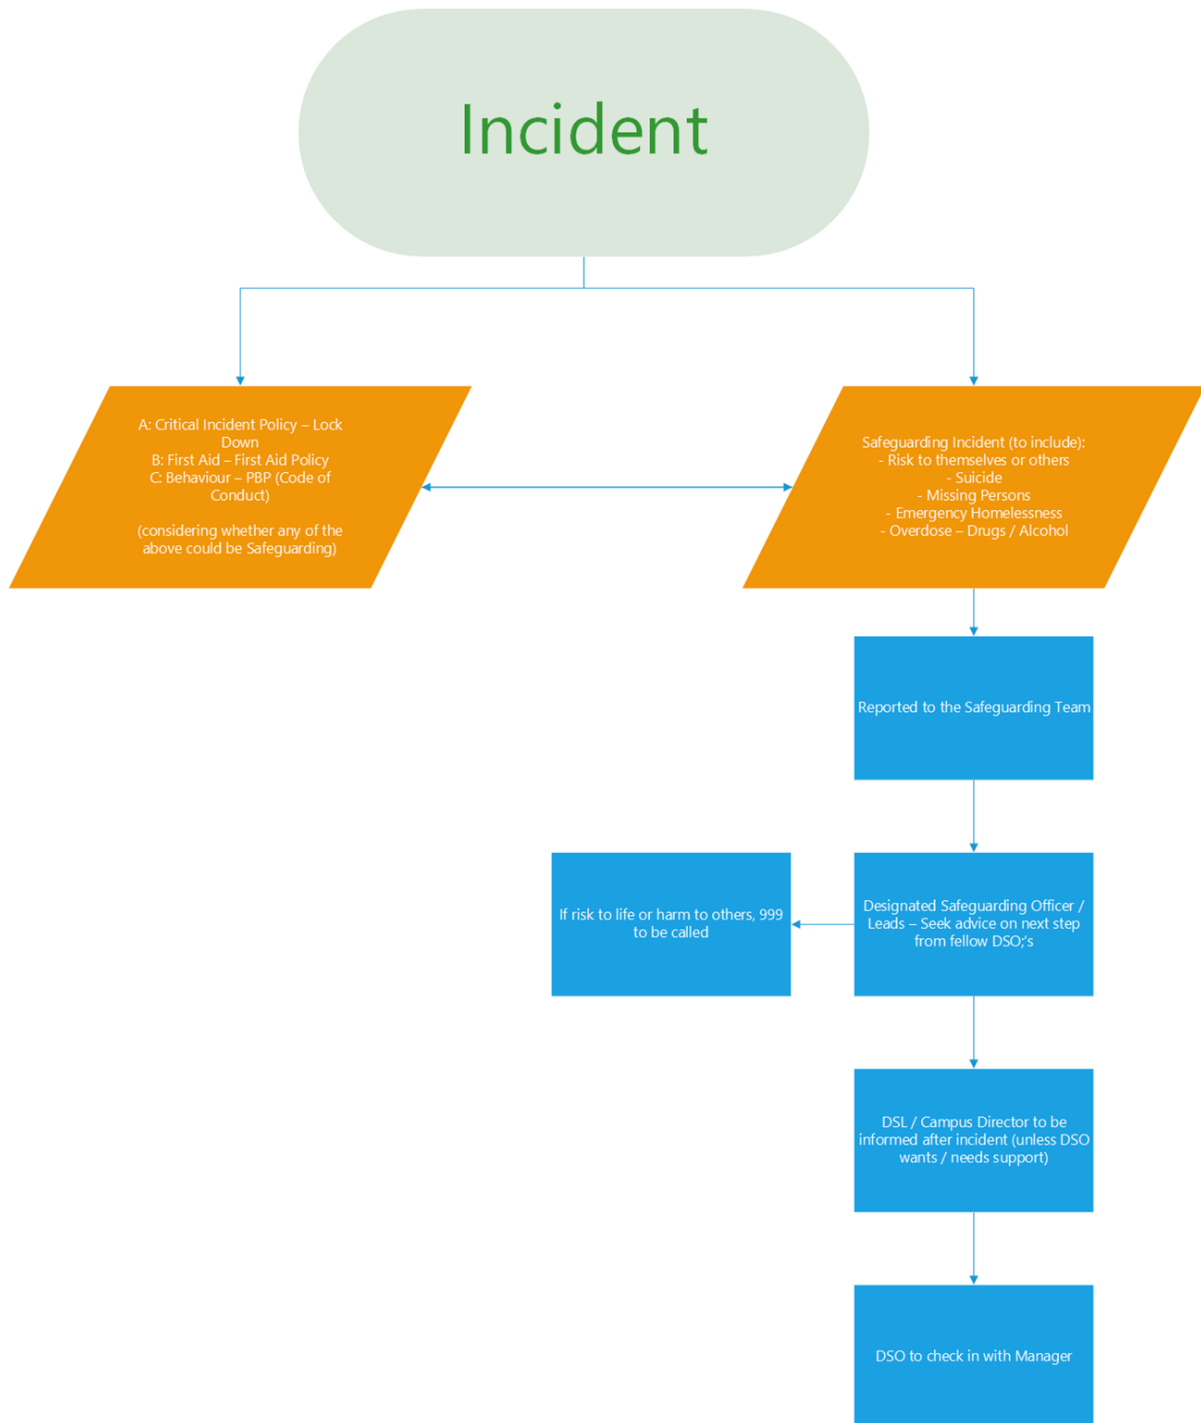 Incident
A: Critical Incident Policy – Lock
Down
B: First Aid – First Aid Policy
C: Behaviour – PBP (Code of
Conduct)
(considering whether any of the
above could be Safeguarding)
Safeguarding Incident (to include):
- Risk to themselves or others
- Suicide
- Missing Persons
- Emergency Homelessness
- Overdose – Drugs / Alcohol
Reported to the Safeguarding Team
If risk to life or harm to others, 999
to be called
Designated Safeguarding Officer /
Leads – Seek advice on next step
from fellow DSO;'s
DSL / Campus Director to be
informed after incident (unless DSO
wants / needs support)
DSO to check in with Manager